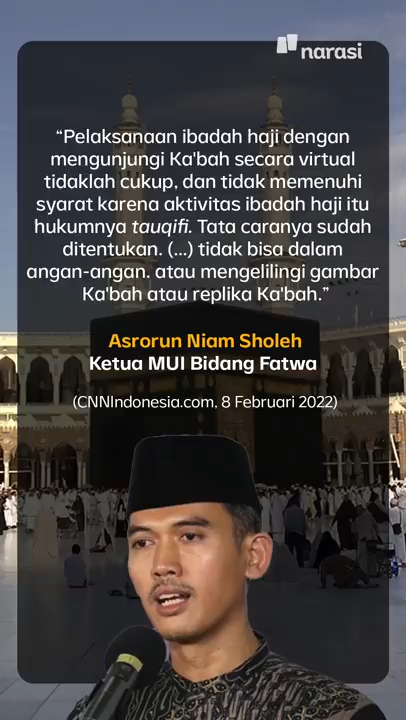 narasi
“Pelaksanaan ibadah haji dengan
mengunjungi Ka'bah secara virtual
tidaklah cukup, dan tidak memenuhi
syarat karena aktivitas ibadah haji itu
hukumnya tauqifi. Tata caranya sudah
ditentukan. (...) tidak bisa dalam
angan-angan. atau mengelilingi gambar
Ka'bah atau replika Ka'bah.”
Asrorun Niam Sholeh
Ketua MUI Bidang Fatwa
(CNNIndonesia.com, 8 Februari 2022)